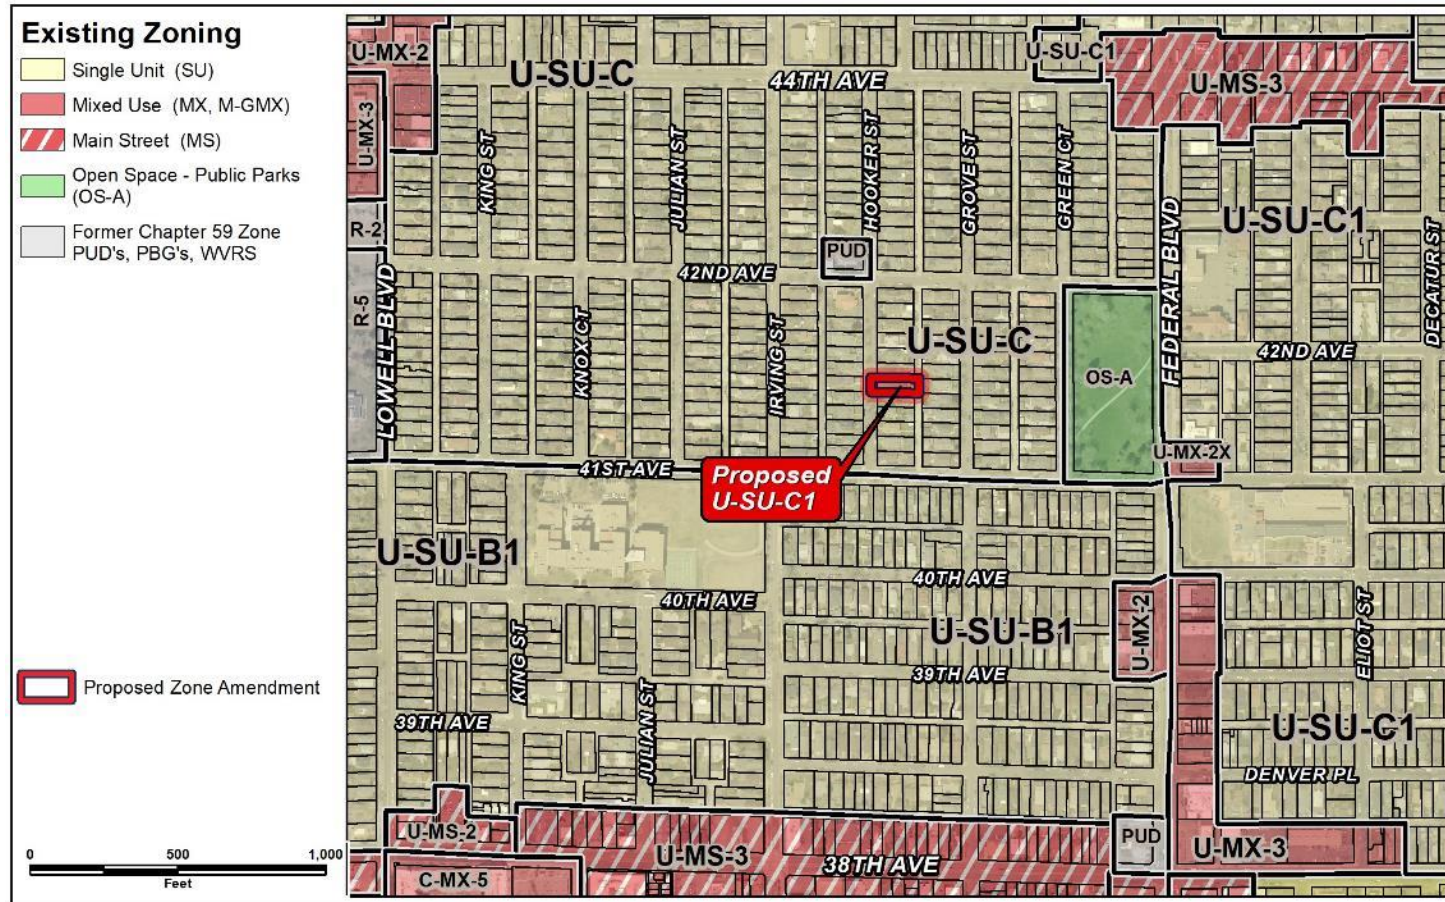 Existing Zoning
Single Unit (SU)
Mixed Use (MX, M-GMX)
Main Street (MS)
Open Space - Public Parks
(OS-A)
Former Chapter 59 Zone
PUD's, PBG's, WVRS
Proposed Zone Amendment
0 500 1,000
Feet
U-MX-2
U-SU-C
44TH AVE
U-SU-C1
U-MS-3
U-MX-3
KING ST
JULIAN ST
HOOKER ST
GROVE ST
GREEN CT
FEDERAL BLVD
U-SU-C1
DECATUR ST
R-2
PUD
42ND AVE
R-5
LOWELL BLVD
KNOX CT
IRVING ST
U-SU-C
OS-A
42ND AVE
Proposed
U-SU-C1
41ST AVE
U-MX-2X
U-SU-B1
40TH AVE
40TH AVE
U-SU-B1
U-MX-2
ELIOT ST
KING ST
39TH AVE
39TH AVE
JULIAN ST
U-SU-C1
DENVER PL
U-MS-2
U-MS-3
38TH AVE
PUD
U-MX-3
C-MX-5